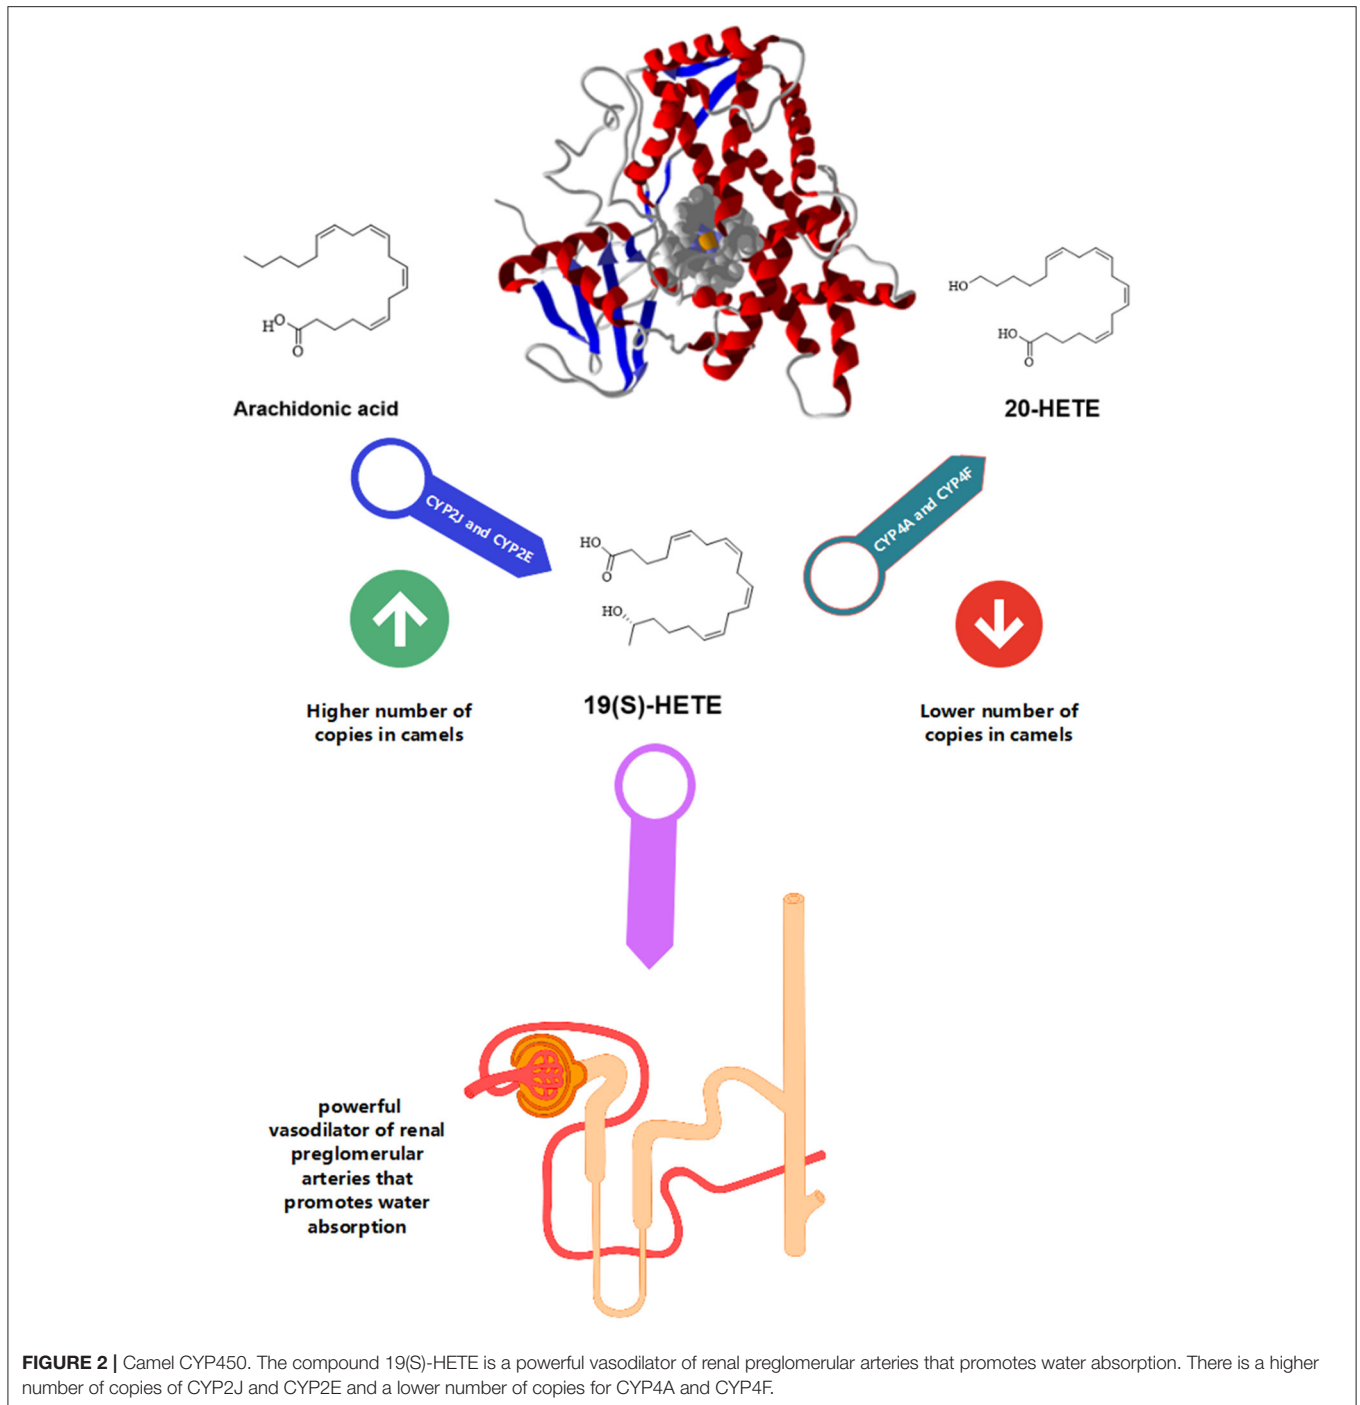 HO
O
Arachidonic acid
HO
HO
O
20-HETE
CYP2J and CYP2E
CYP4A and CYP4F
HO
O
HO
19(S)-HETE
Higher number of
copies in camels
Lower number of
copies in camels
powerful
vasodilator of renal
preglomerular
arteries that
promotes water
absorption
FIGURE 2 | Camel CYP450. The compound 19(S)-HETE is a powerful vasodilator of renal preglomerular arteries that promotes water absorption. There is a higher
number of copies of CYP2J and CYP2E and a lower number of copies for CYP4A and CYP4F.